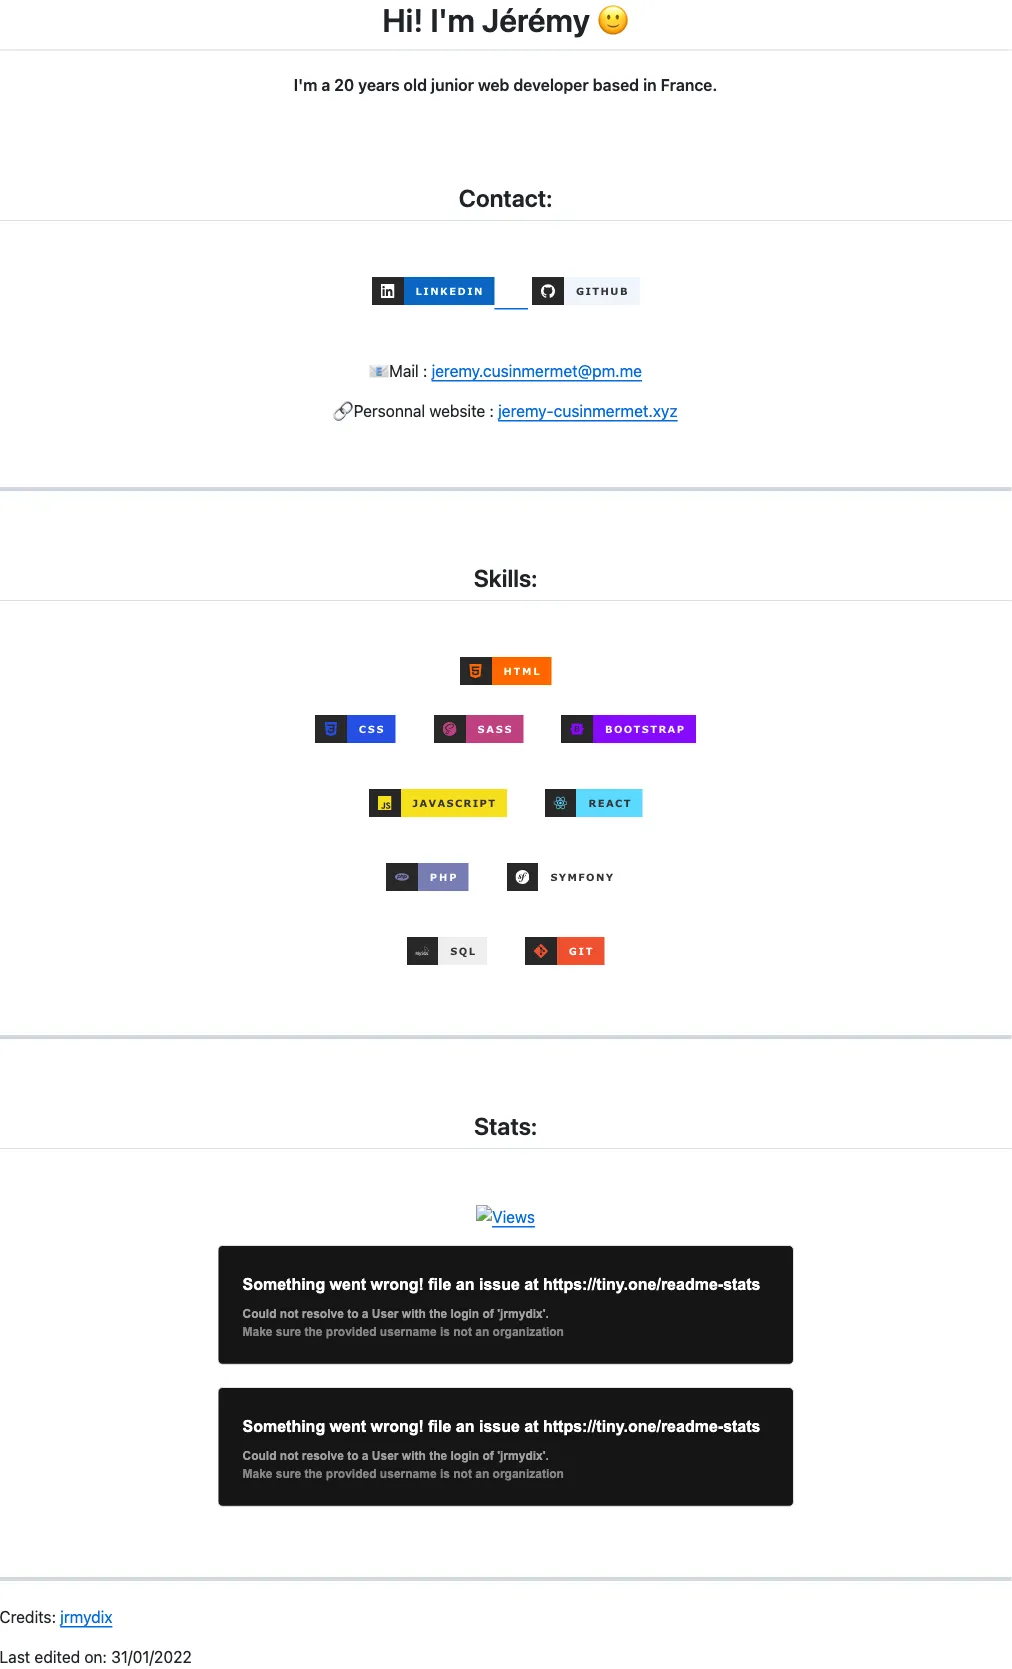 Hi! I'm Jérémy 🙂
I'm a 20 years old junior web developer based in France.
Contact:
LINKEDIN GITHUB
📧Mail : jeremy.cusinmermet@pm.me
🔗Personnal website : jeremy-cusinmermet.xyz
Skills:
HTML
CSS SASS BOOTSTRAP
JAVASCRIPT REACT
PHP SYMFONY
SQL GIT
Stats:
Views
Something went wrong! file an issue at https://tiny.one/readme-stats
Could not resolve to a User with the login of 'jrmydix'.
Make sure the provided username is not an organization
Something went wrong! file an issue at https://tiny.one/readme-stats
Could not resolve to a User with the login of 'jrmydix'.
Make sure the provided username is not an organization
Credits: jrmydix
Last edited on: 31/01/2022